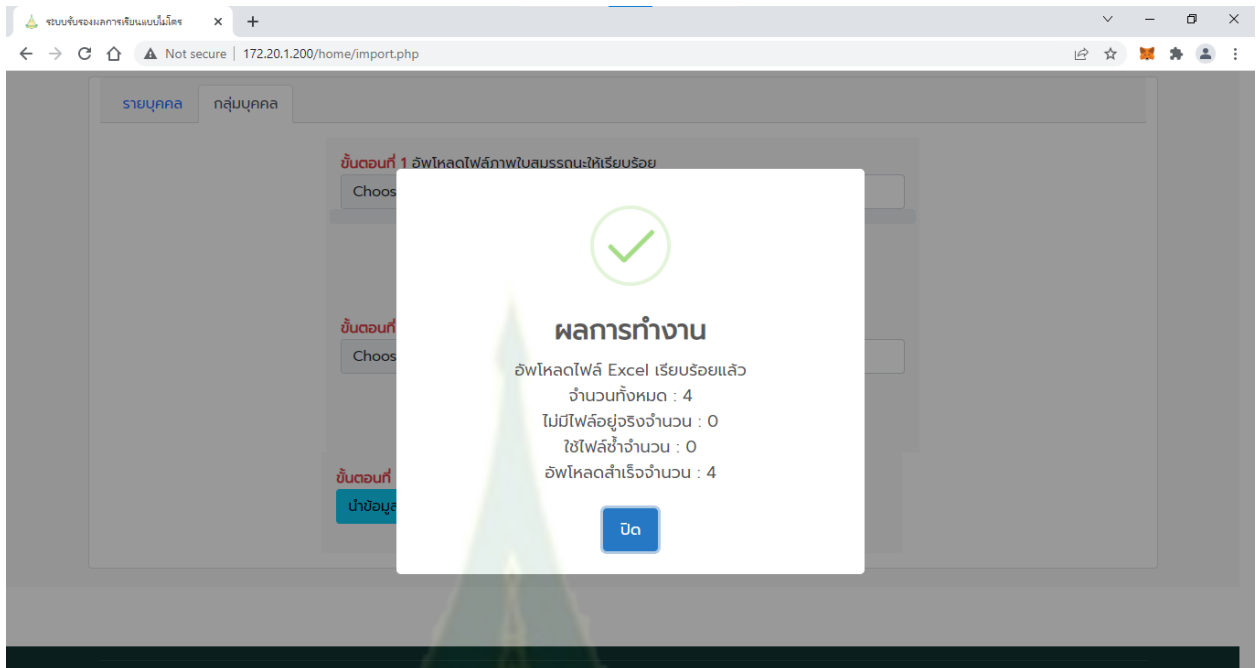 ระบบรับรองผลการเรียนแบบไมโคร
Not secure | 172.20.1.200/home/import.php
รายบุคคล กลุ่มบุคคล
ขั้นตอนที่ 1 อัพโหลดไฟล์ภาพใบสมรรถนะให้เรียบร้อย
Choos
ขั้นตอนที่
Choos
ขั้นตอนที่
นำข้อมูล
ผลการทำงาน
อัพโหลดไฟล์ Excel เรียบร้อยแล้ว
จำนวนทั้งหมด : 4
ไม่มีไฟล์อยู่จริงจำนวน : 0
ใช้ไฟล์ซ้ำจำนวน : 0
อัพโหลดสำเร็จจำนวน : 4
ปิด